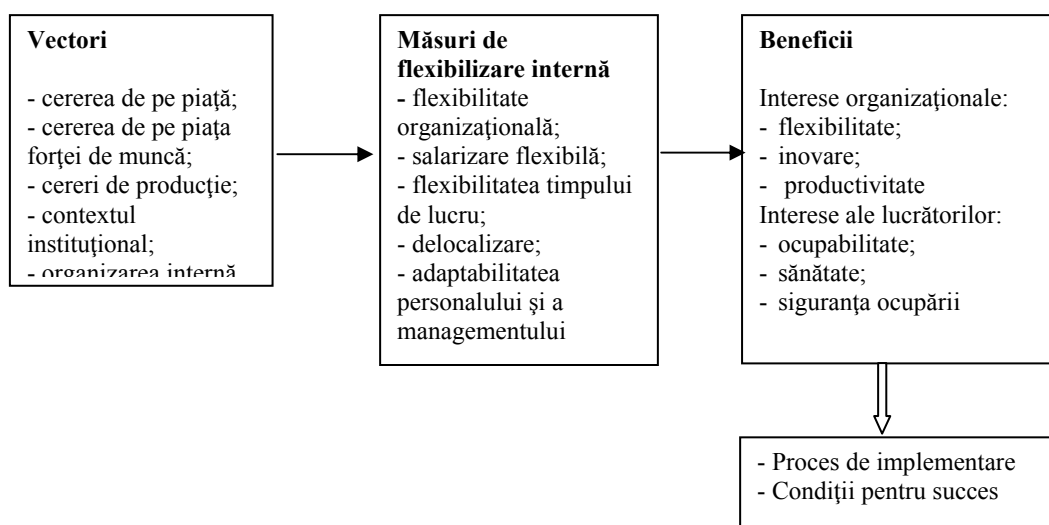 Vectori
- cererea de pe piaţă;
- cererea de pe piaţa
forţei de muncă;
- cereri de producţie;
- contextul
instituţional;
- organizarea internă
Măsuri de
flexibilizare internă
- flexibilitate
organizaţională;
- salarizare flexibilă;
- flexibilitatea timpului
de lucru;
- delocalizare;
- adaptabilitatea
personalului şi a
managementului
Beneficii
Interese organizaţionale:
- flexibilitate;
- inovare;
- productivitate
Interese ale lucrătorilor:
- ocupabilitate;
- sănătate;
- siguranţa ocupării
- Proces de implementare
- Condiţii pentru succes